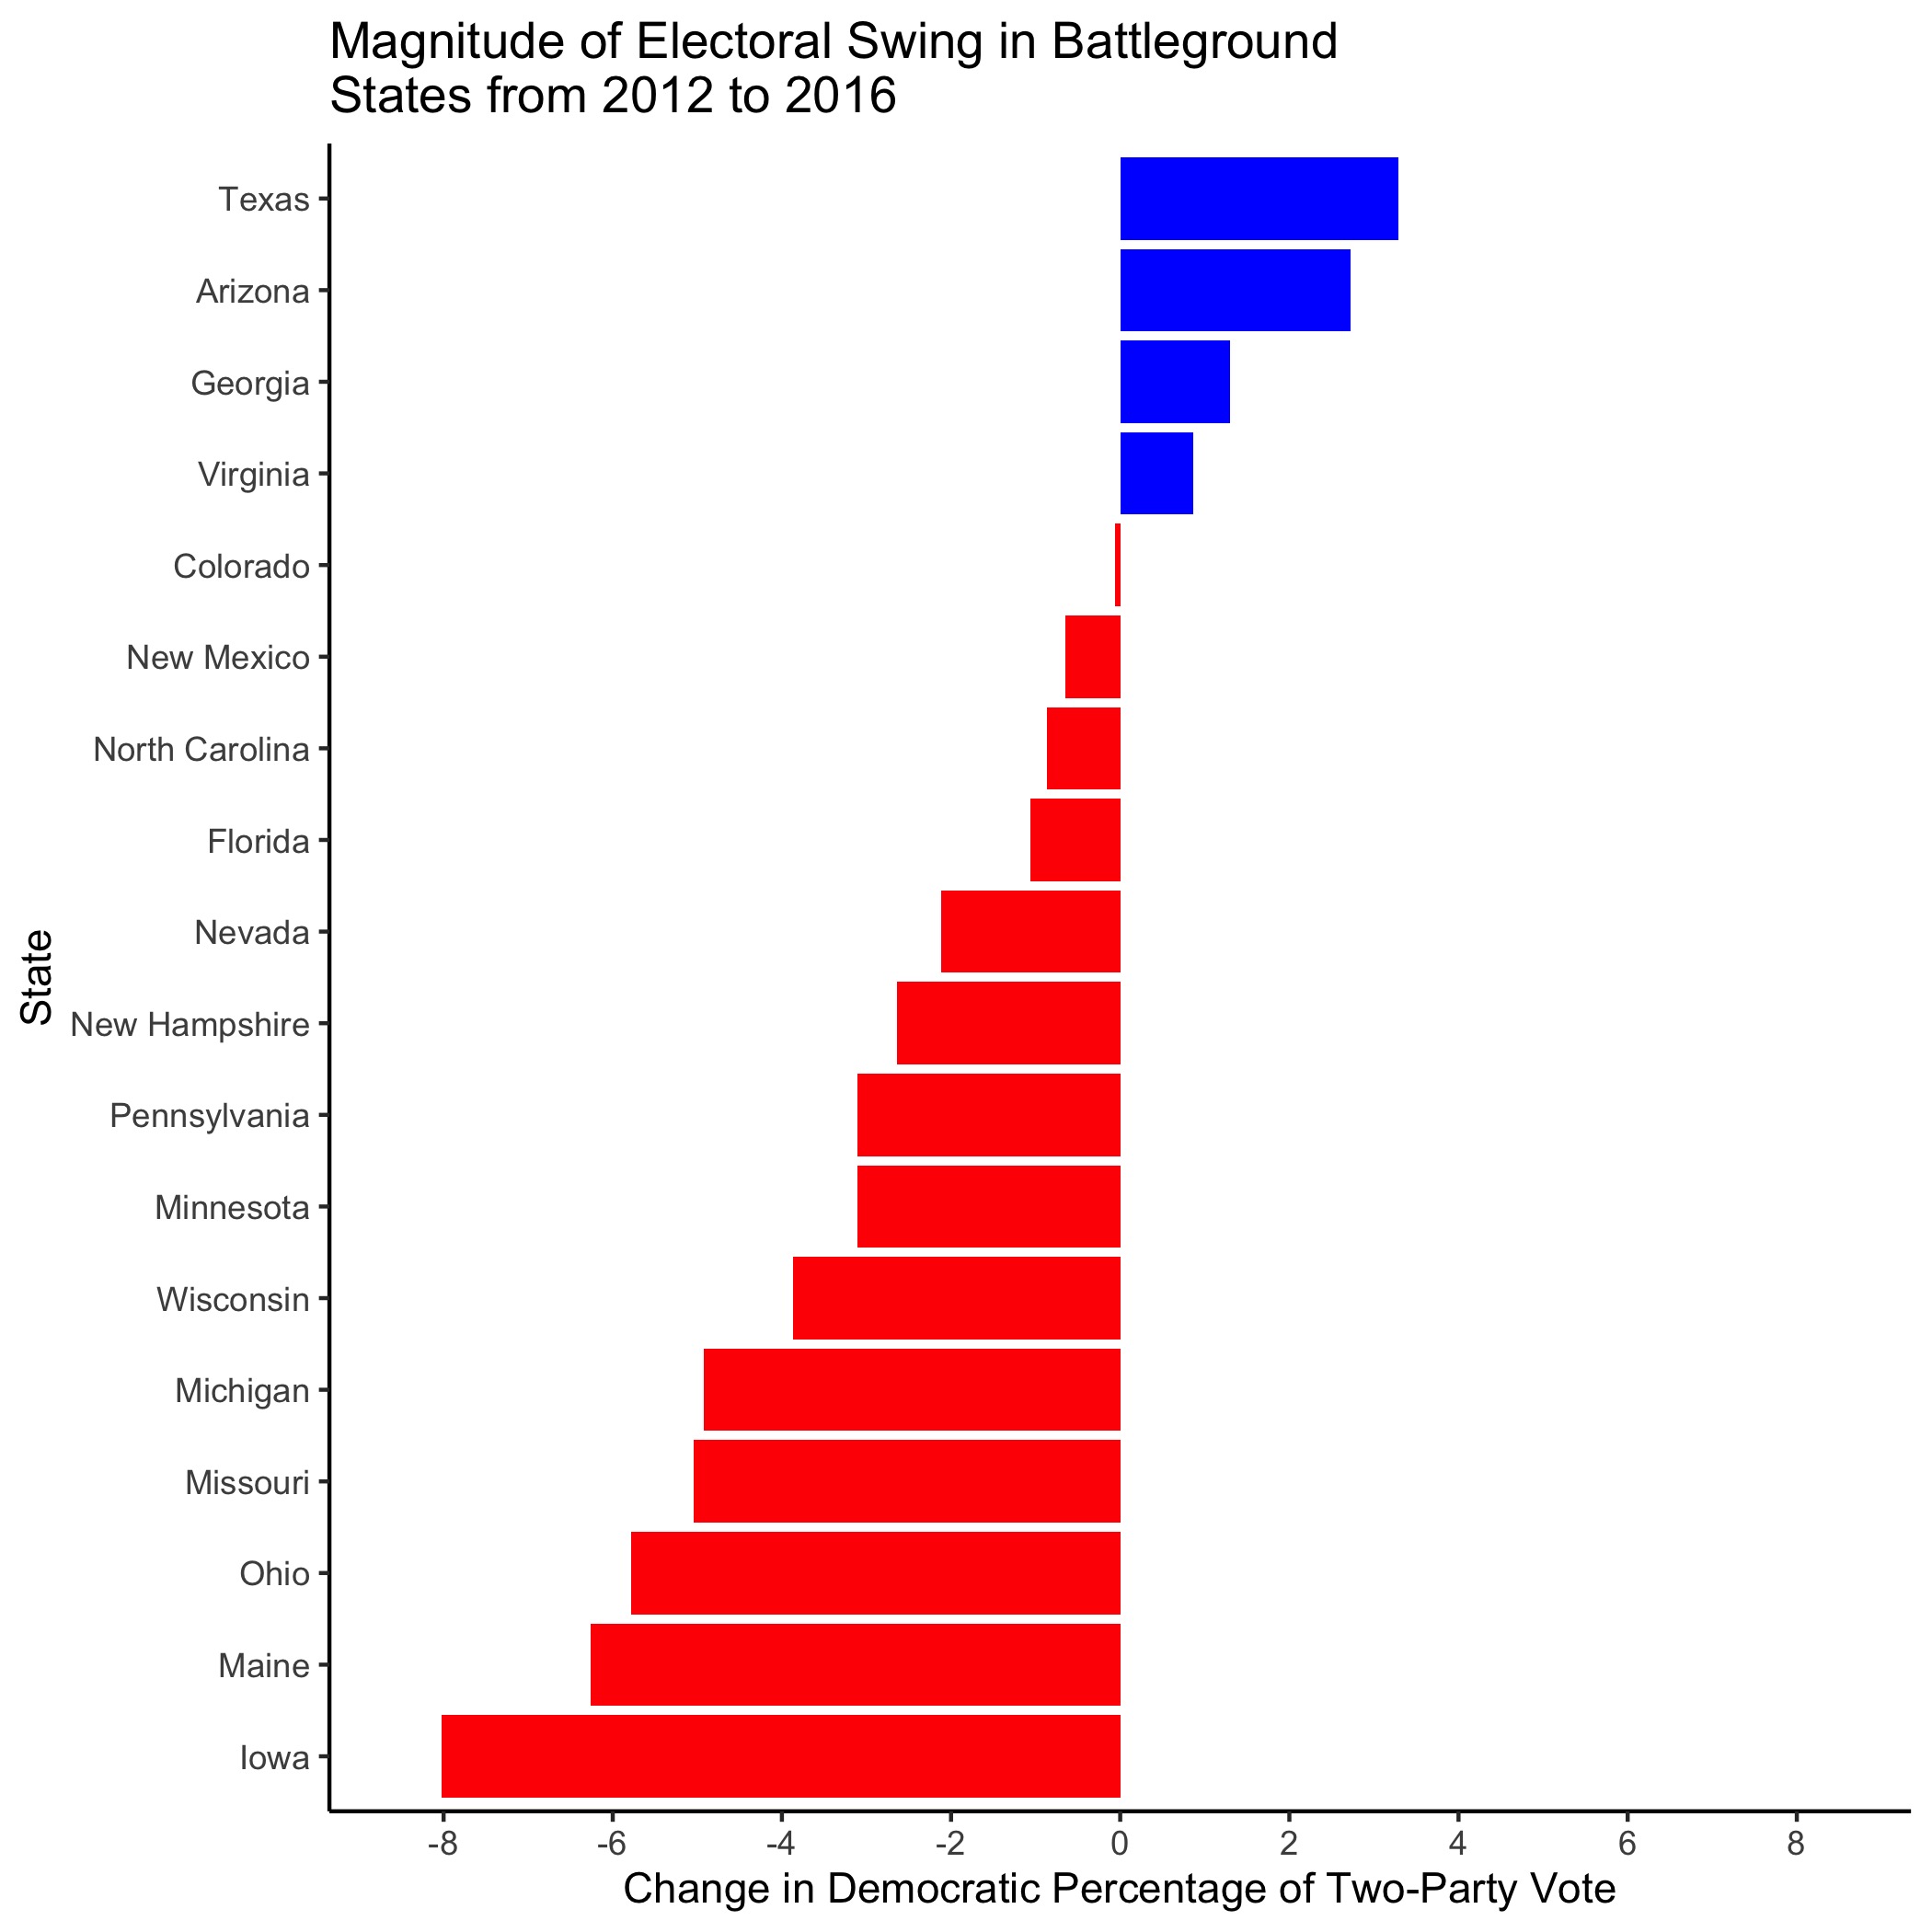 Magnitude of Electoral Swing in Battleground
States from 2012 to 2016
State
Texas
Arizona
Georgia
Virginia
Colorado
New Mexico
North Carolina
Florida
Nevada
New Hampshire
Pennsylvania
Minnesota
Wisconsin
Michigan
Missouri
Ohio
Maine
Iowa
-8 -6 -4 -2 0 2 4 6 8
Change in Democratic Percentage of Two-Party Vote